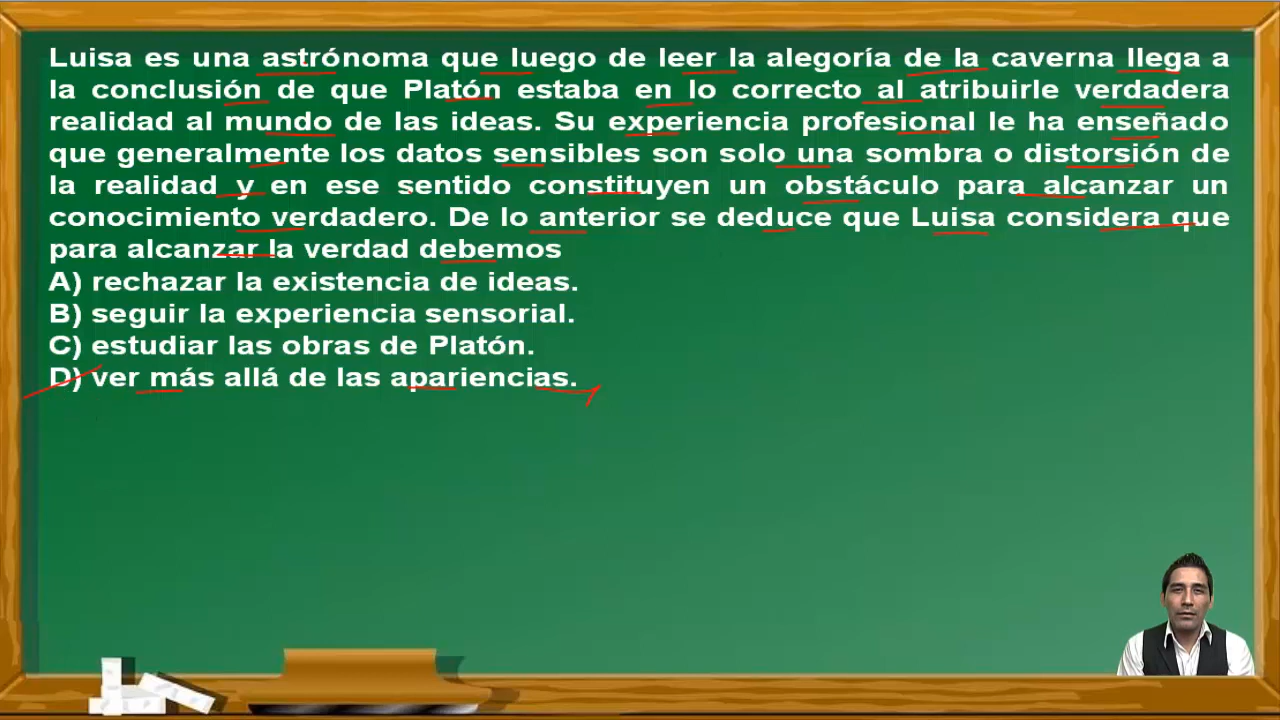 Luisa es una astrónoma que luego de leer la alegoría de la caverna llega a
la conclusión de que Platón estaba en lo correcto al atribuirle verdadera
realidad al mundo de las ideas. Su experiencia profesional le ha enseñado
que generalmente los datos sensibles son solo una sombra o distorsión de
la realidad y en ese sentido constituyen un obstáculo para alcanzar un
conocimiento verdadero. De lo anterior se deduce que Luisa considera que
para alcanzar la verdad debemos
A) rechazar la existencia de ideas.
B) seguir la experiencia sensorial.
C) estudiar las obras de Platón.
D) ver más allá de las apariencias.